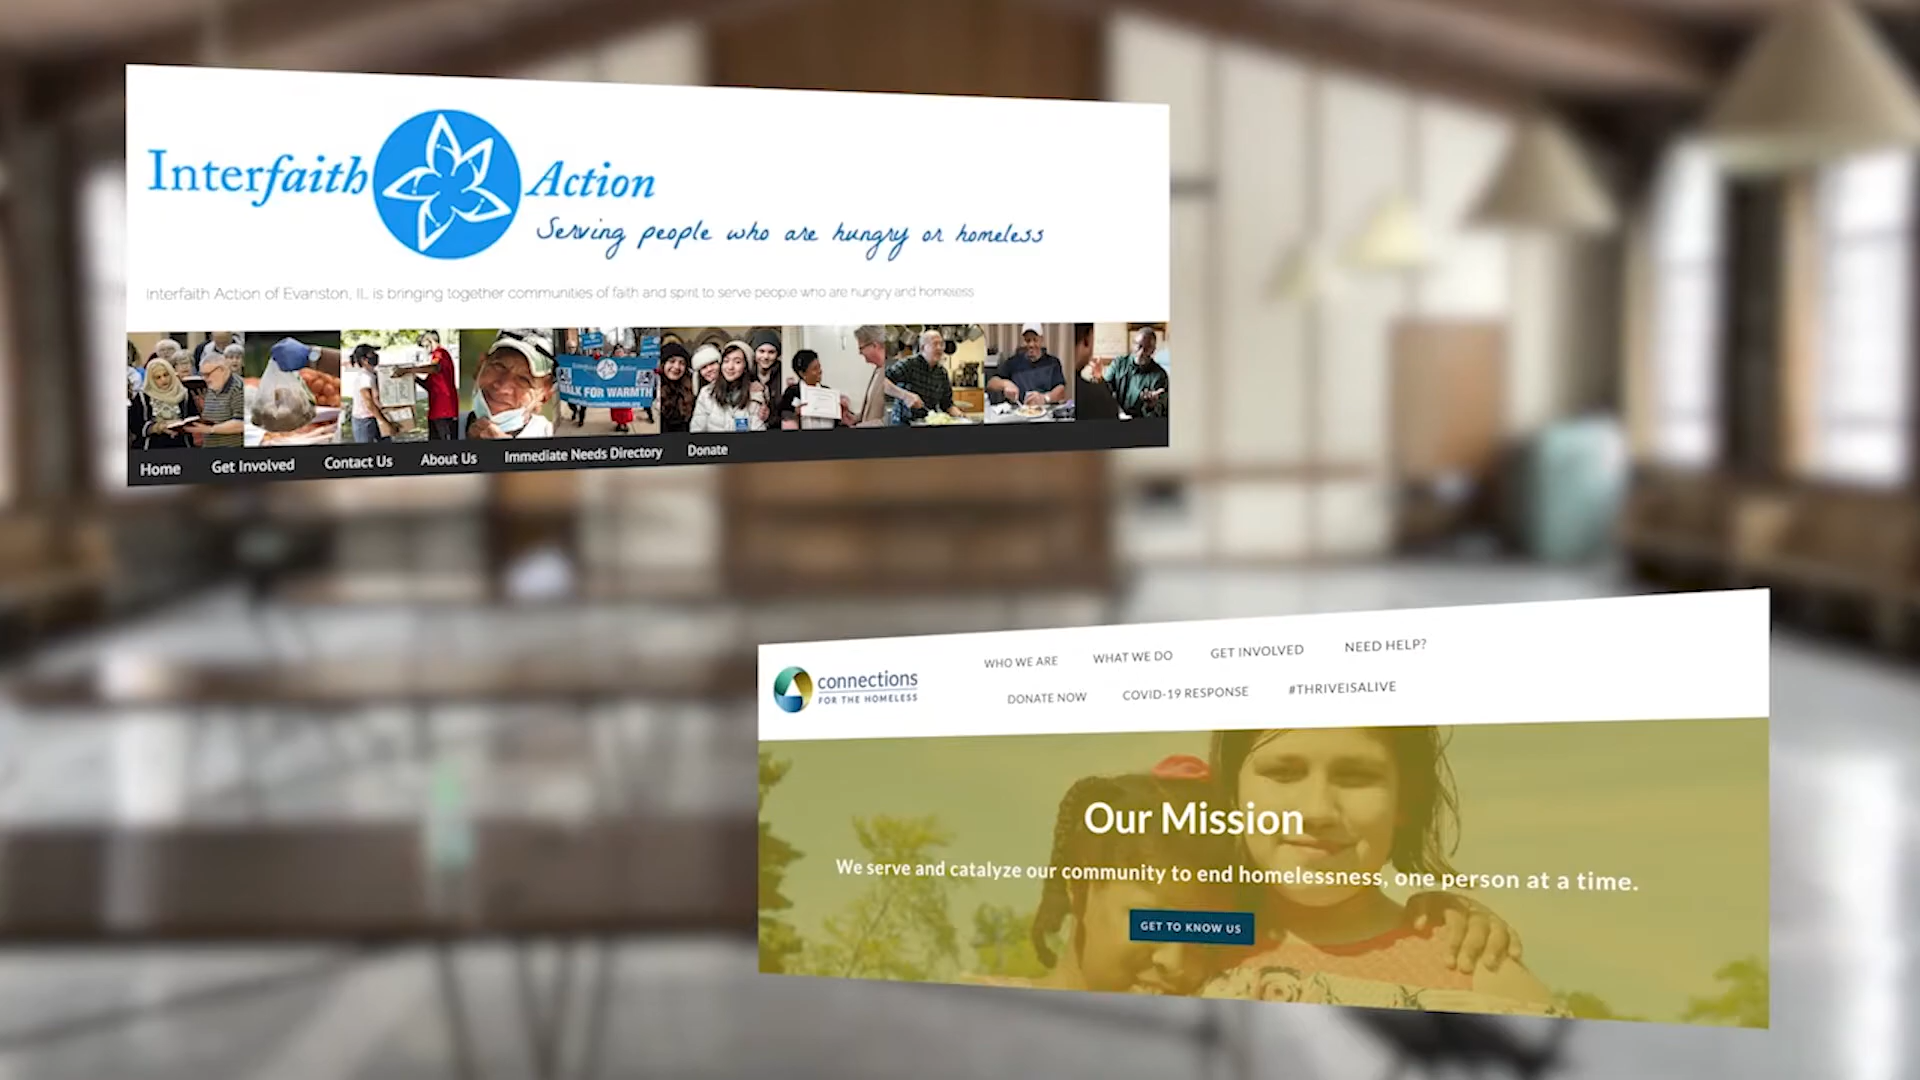 Interfaith Action
Serving people who are hungry or homeless
Interfaith Action of Evanston, IL is bringing together communities of faith and spirit to serve people who are hungry and homeless
Interfaith Action
WALK FOR WARMTH
Home Get Involved Contact Us About Us Immediate Needs Directory Donate
connections
FOR THE HOMELESS
WHO WE ARE WHAT WE DO GET INVOLVED NEED HELP?
DONATE NOW COVID-19 RESPONSE #THRIVEISALIVE
Our Mission
We serve and catalyze our community to end homelessness, one person at a time.
GET TO KNOW US